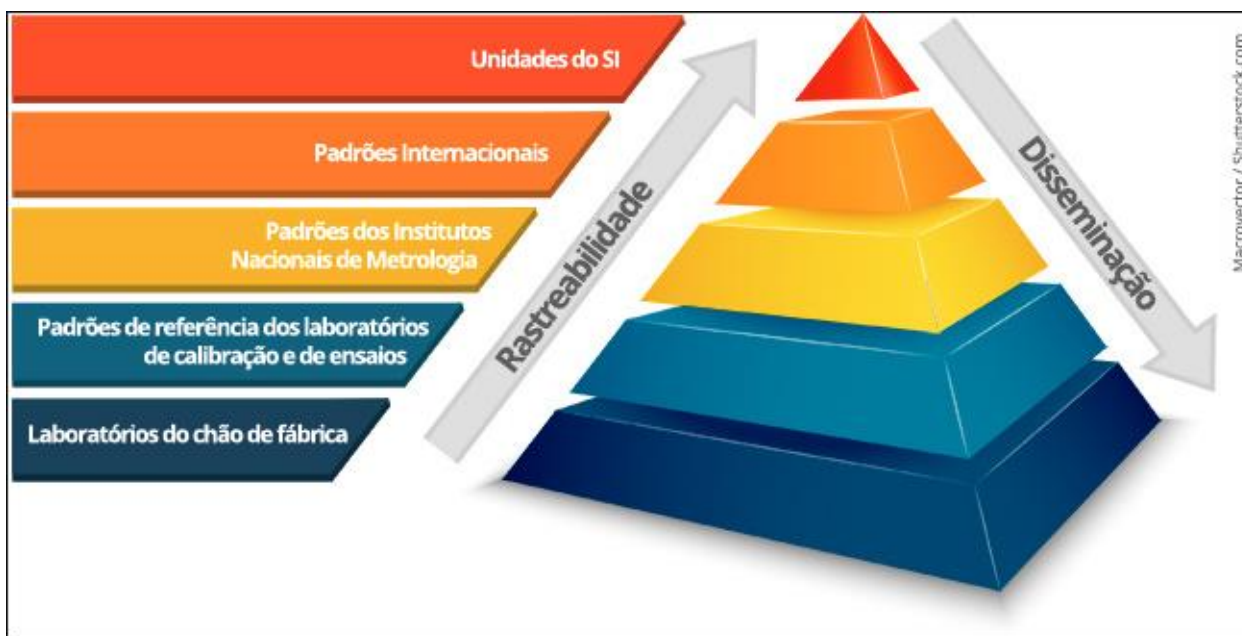 Unidades do SI
Padrões Internacionais
Padrões dos Institutos
Nacionais de Metrologia
Padrões de referência dos laboratórios
de calibração e de ensaios
Laboratórios do chão de fábrica
Rastreabilidade
Disseminação
Macrovector / Shutterstock.com